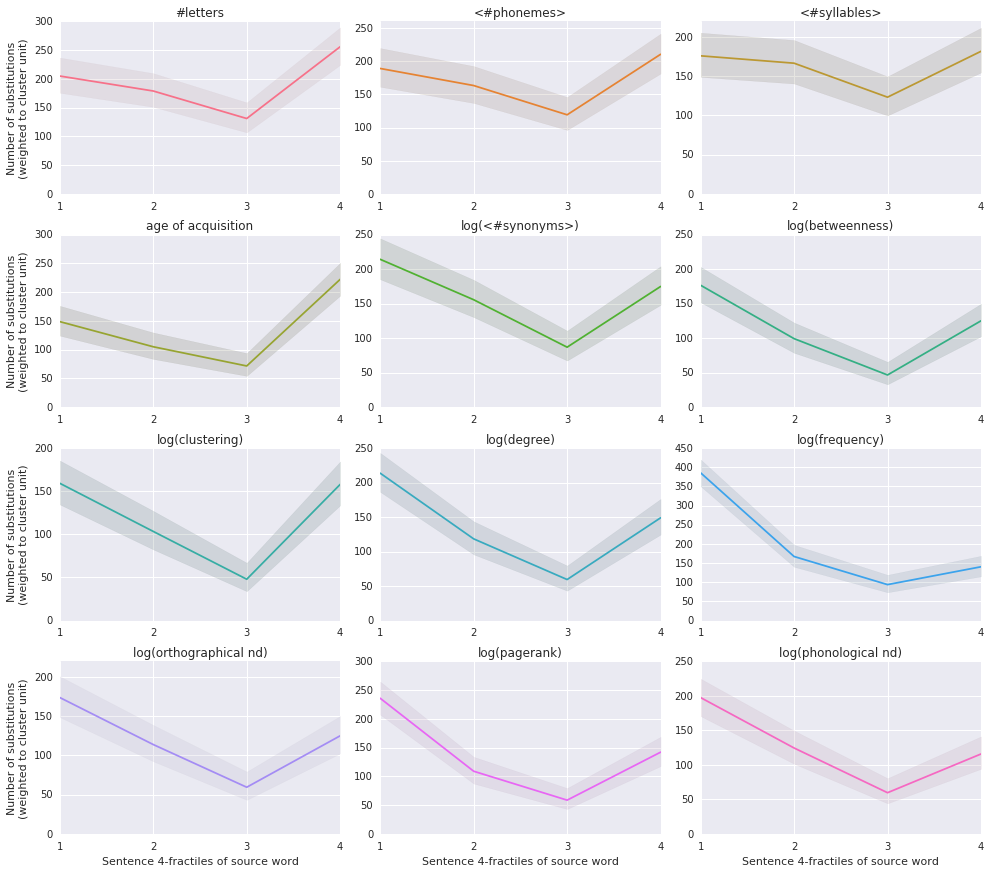 #letters
<#phonemes>
<#syllables>
Number of substitutions
(weighted to cluster unit)
300
250
200
150
100
50
0
1 2 3 4
250
200
150
100
50
0
1 2 3 4
200
150
100
50
0
1 2 3 4
age of acquisition
log(<#synonyms>)
log(betweenness)
Number of substitutions
(weighted to cluster unit)
300
250
200
150
100
50
0
1 2 3 4
250
200
150
100
50
0
1 2 3 4
250
200
150
100
50
0
1 2 3 4
log(clustering)
log(degree)
log(frequency)
Number of substitutions
(weighted to cluster unit)
200
150
100
50
0
1 2 3 4
250
200
150
100
50
0
1 2 3 4
450
400
350
300
250
200
150
100
50
0
1 2 3 4
log(orthographical nd)
log(pagerank)
log(phonological nd)
Number of substitutions
(weighted to cluster unit)
200
150
100
50
0
1 2 3 4
Sentence 4-fractiles of source word
300
250
200
150
100
50
0
1 2 3 4
Sentence 4-fractiles of source word
250
200
150
100
50
0
1 2 3 4
Sentence 4-fractiles of source word